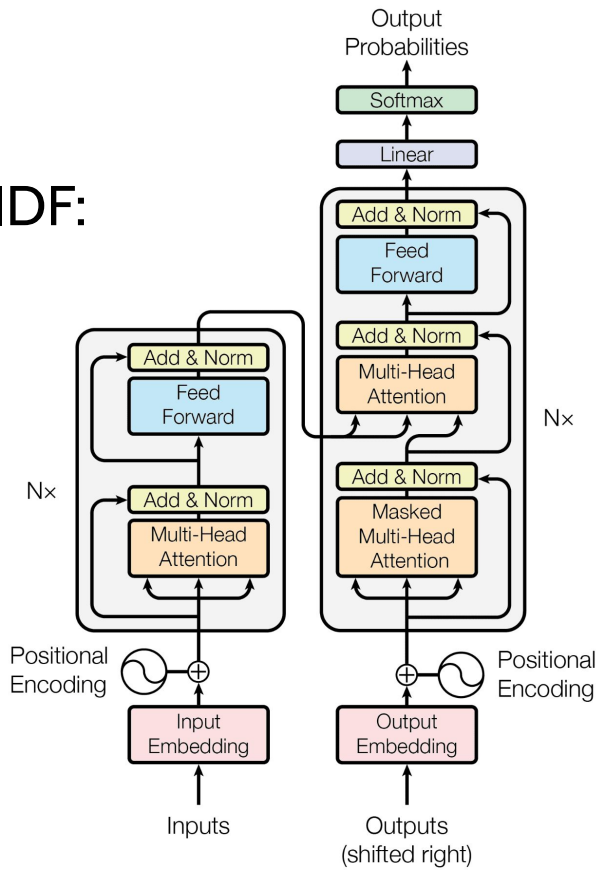 Output
Probabilities
Softmax
Linear
IDF:
Add & Norm
Feed
Forward
Add & Norm
Multi-Head
Attention
Nx
Add & Norm
Masked
Multi-Head
Attention
Add & Norm
Feed
Forward
Nx
Add & Norm
Multi-Head
Attention
Positional
Encoding
Positional
Encoding
Input
Embedding
Output
Embedding
Inputs
Outputs
(shifted right)